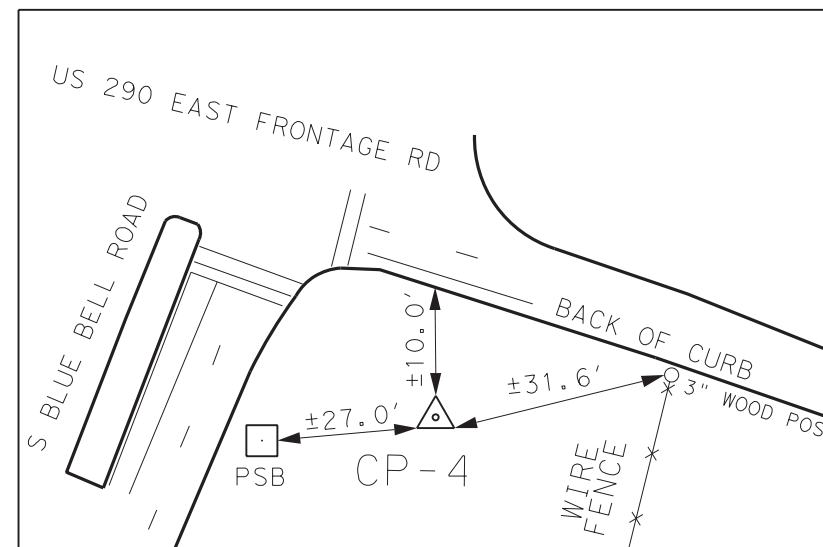 US 290 EAST FRONTAGE RD
S BLUE BELL ROAD
BACK OF CURB
±10.0'
±31.6'
3" WOOD POS
±27.0'
PSB
CP-4
WIRE
FENCE